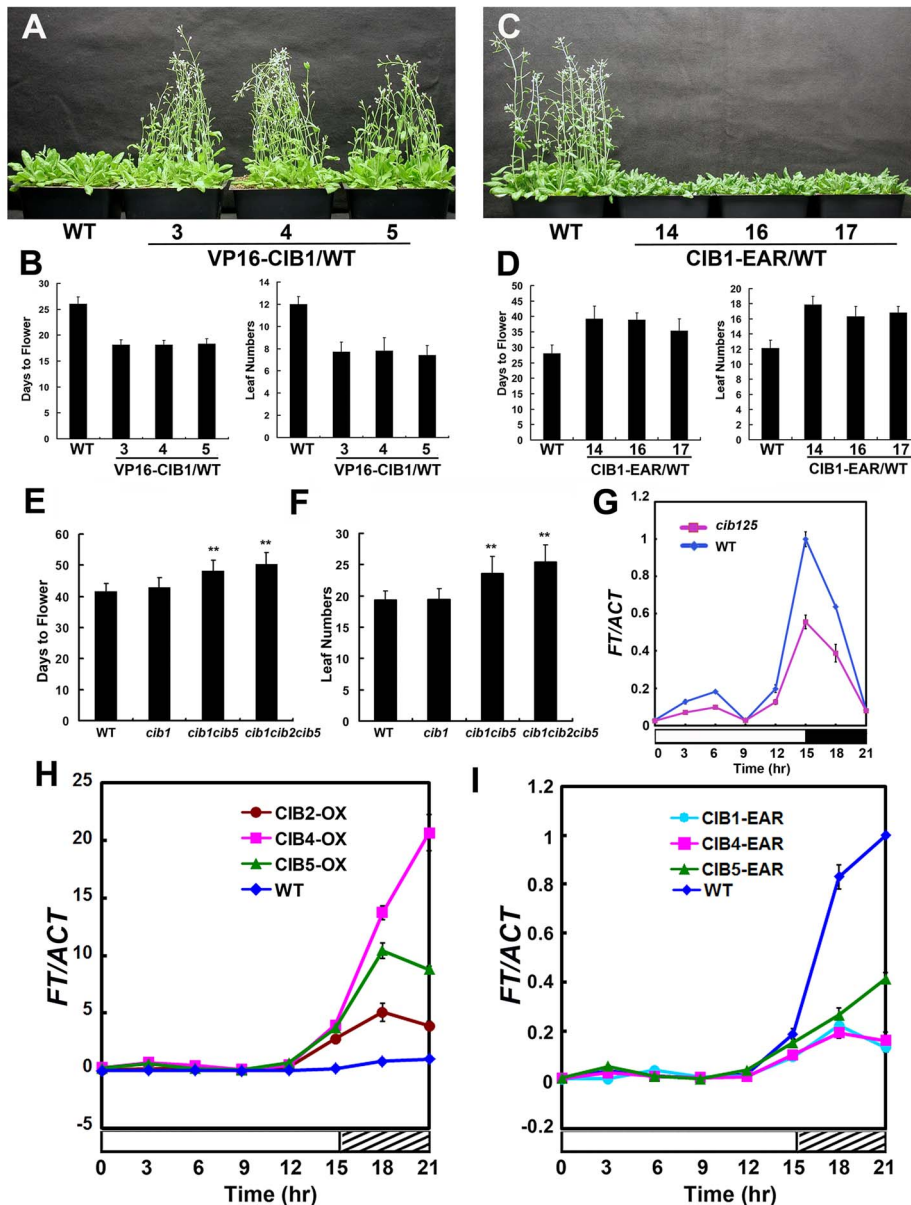 A
C
WT 3 4 5
VP16-CIB1/WT
WT 14 16 17
CIB1-EAR/WT
B
Days to Flower
30
25
20
15
10
5
0
WT 3 4 5
VP16-CIB1/WT
Leaf Numbers
14
12
10
8
6
4
2
0
WT 3 4 5
VP16-CIB1/WT
D
Days to Flower
50
45
40
35
30
25
20
15
10
5
0
WT 14 16 17
CIB1-EAR/WT
Leaf Numbers
20
18
16
14
12
10
8
6
4
2
0
WT 14 16 17
CIB1-EAR/WT
E
Days to Flower
60
50
40
30
20
10
0
** **
WT cib1 cib1cib5 cib1cib2cib5
F
Leaf Numbers
30
25
20
15
10
5
0
** **
WT cib1 cib1cib5 cib1cib2cib5
G
FT/ACT
1.2
1
0.8
0.6
0.4
0.2
0
cib125
WT
0 3 6 9 12 15 18 21
Time (hr)
H
FT/ACT
25
20
15
10
5
0
-5
CIB2-OX
CIB4-OX
CIB5-OX
WT
0 3 6 9 12 15 18 21
Time (hr)
I
FT/ACT
1.2
1
0.8
0.6
0.4
0.2
0
-0.2
CIB1-EAR
CIB4-EAR
CIB5-EAR
WT
0 3 6 9 12 15 18 21
Time (hr)